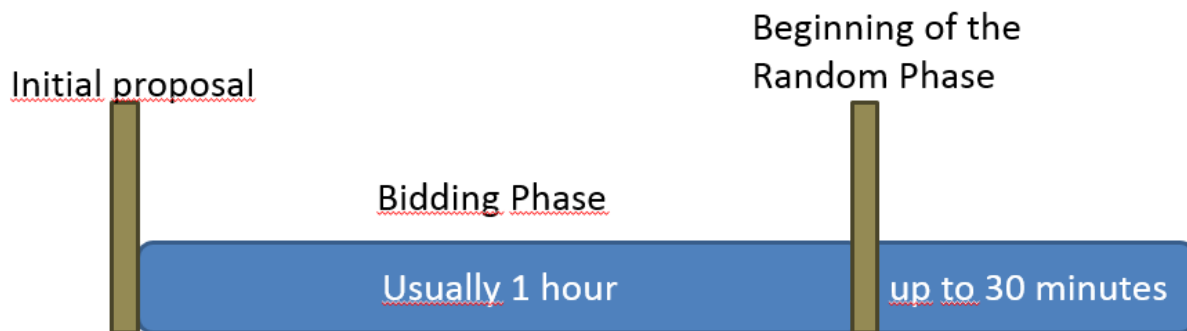 Initial proposal
Beginning of the
Random Phase
Bidding Phase
Usually 1 hour
up to 30 minutes